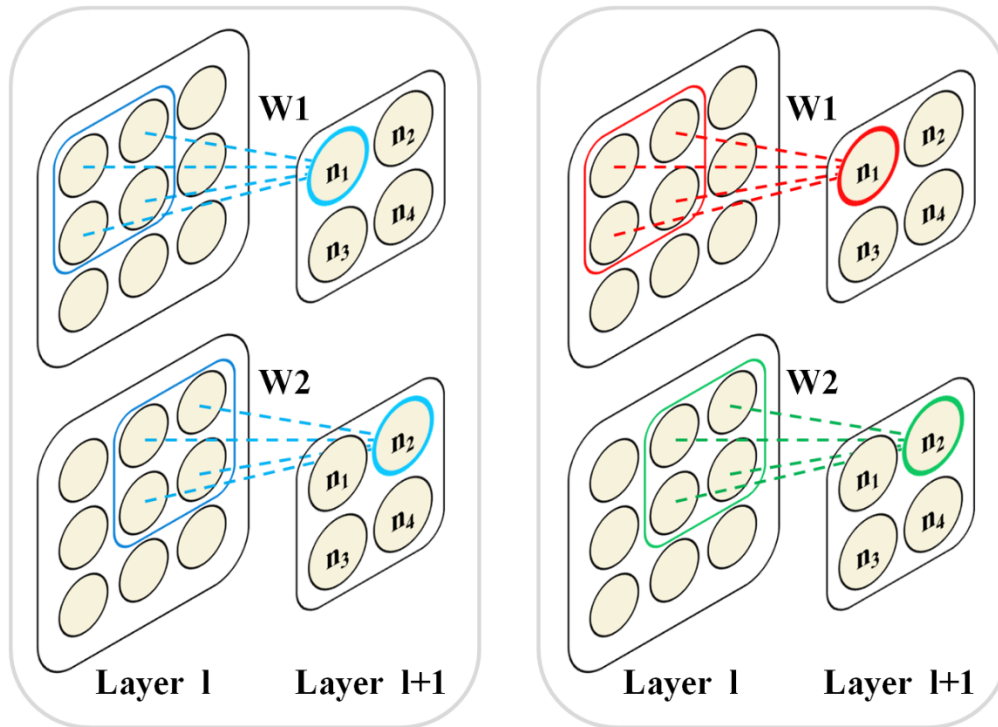 W1
n₂
n₁
n₄
n₃
W2
n₂
n₁
n₄
n₃
Layer l
Layer l+1
W1
n₂
n₁
n₄
n₃
W2
n₂
n₁
n₄
n₃
Layer l
Layer l+1